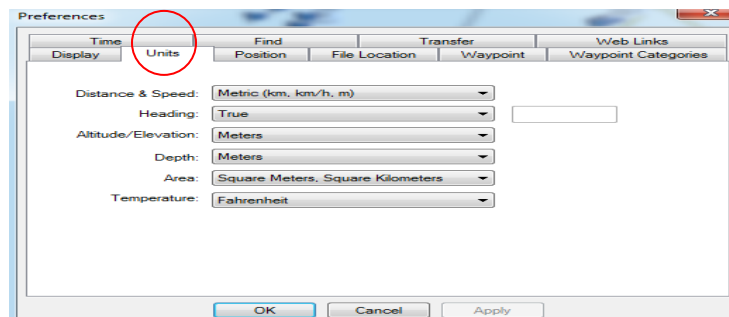 Preferences
Time Find Transfer Web Links
Display Units Position File Location Waypoint Waypoint Categories
Distance & Speed: Metric (km, km/h, m)
Heading: True
Altitude/Elevation: Meters
Depth: Meters
Area: Square Meters, Square Kilometers
Temperature: Fahrenheit
OK Cancel Apply